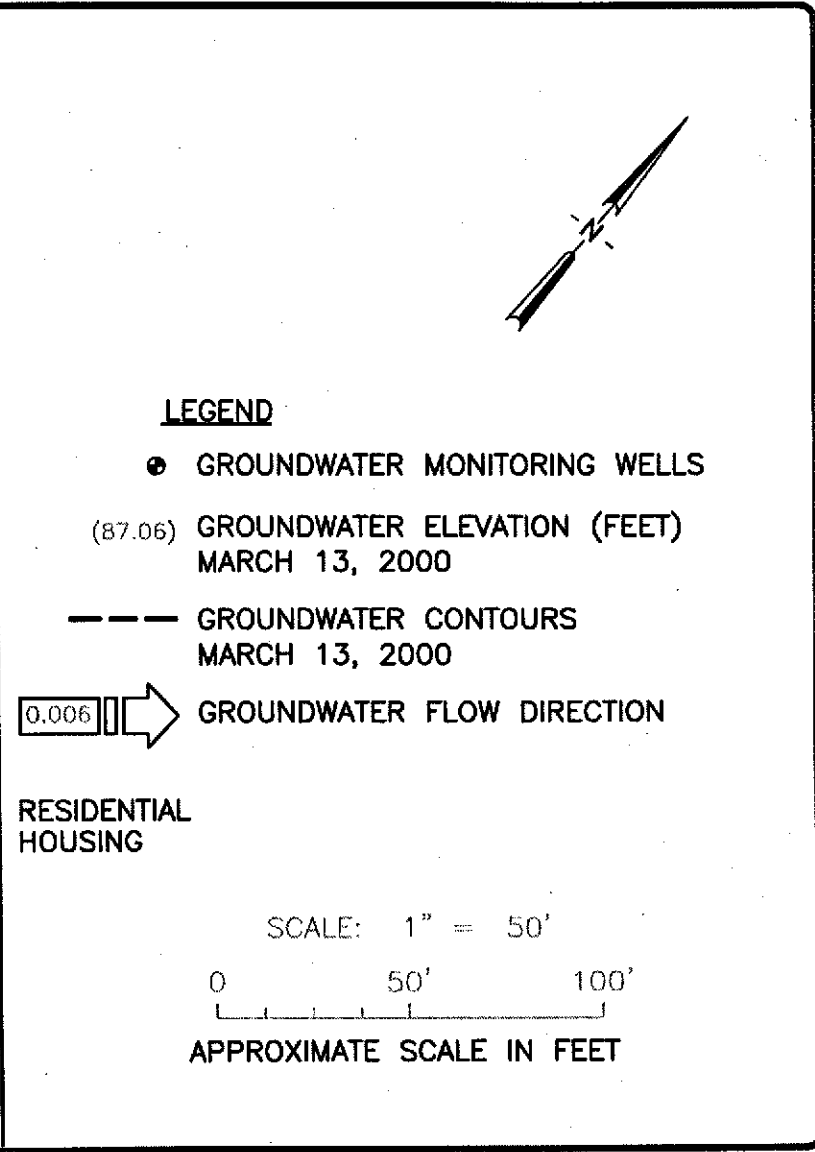 N
LEGEND
GROUNDWATER MONITORING WELLS
(87.06) GROUNDWATER ELEVATION (FEET)
MARCH 13, 2000
GROUNDWATER CONTOURS
MARCH 13, 2000
0.006 GROUNDWATER FLOW DIRECTION
RESIDENTIAL
HOUSING
SCALE: 1" = 50'
0 50' 100'
APPROXIMATE SCALE IN FEET